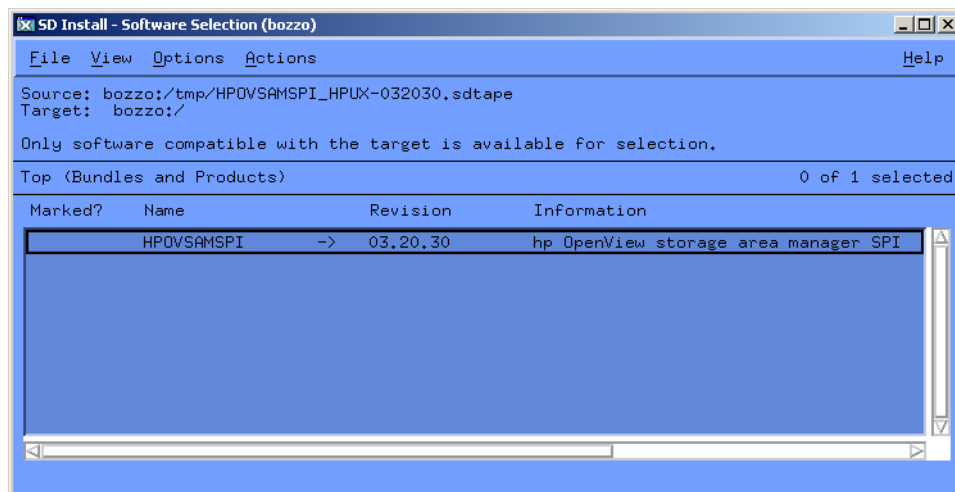 SD Install - Software Selection (bozzo)
File View Options Actions Help
Source: bozzo:/tmp/HPOVSAMSPI_HPUX-032030.sdtape
Target: bozzo:/
Only software compatible with the target is available for selection.
Top (Bundles and Products) 0 of 1 selected
Marked? Name Revision Information
HPOVSAMSPI -> 03.20.30 hp OpenView storage area manager SPI